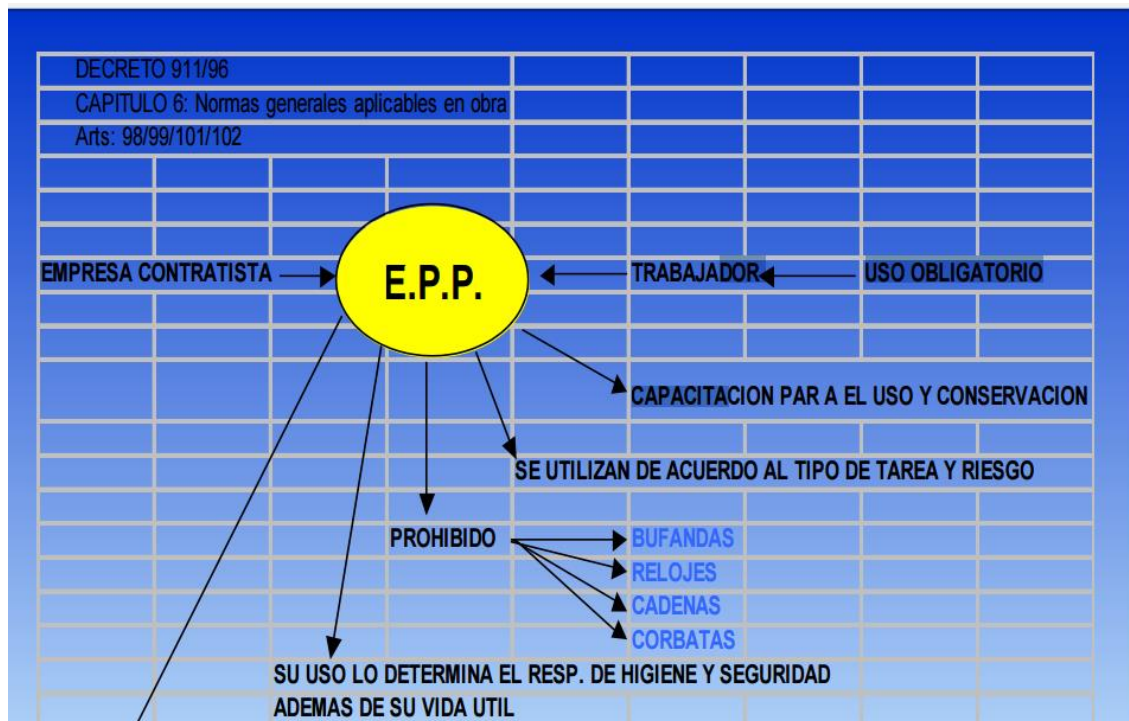 DECRETO 911/96
CAPITULO 6: Normas generales aplicables en obra
Arts: 98/99/101/102
EMPRESA CONTRATISTA
E.P.P.
TRABAJADOR
USO OBLIGATORIO
CAPACITACION PAR A EL USO Y CONSERVACION
SE UTILIZAN DE ACUERDO AL TIPO DE TAREA Y RIESGO
PROHIBIDO
BUFANDAS
RELOJES
CADENAS
CORBATAS
SU USO LO DETERMINA EL RESP. DE HIGIENE Y SEGURIDAD
ADEMAS DE SU VIDA UTIL